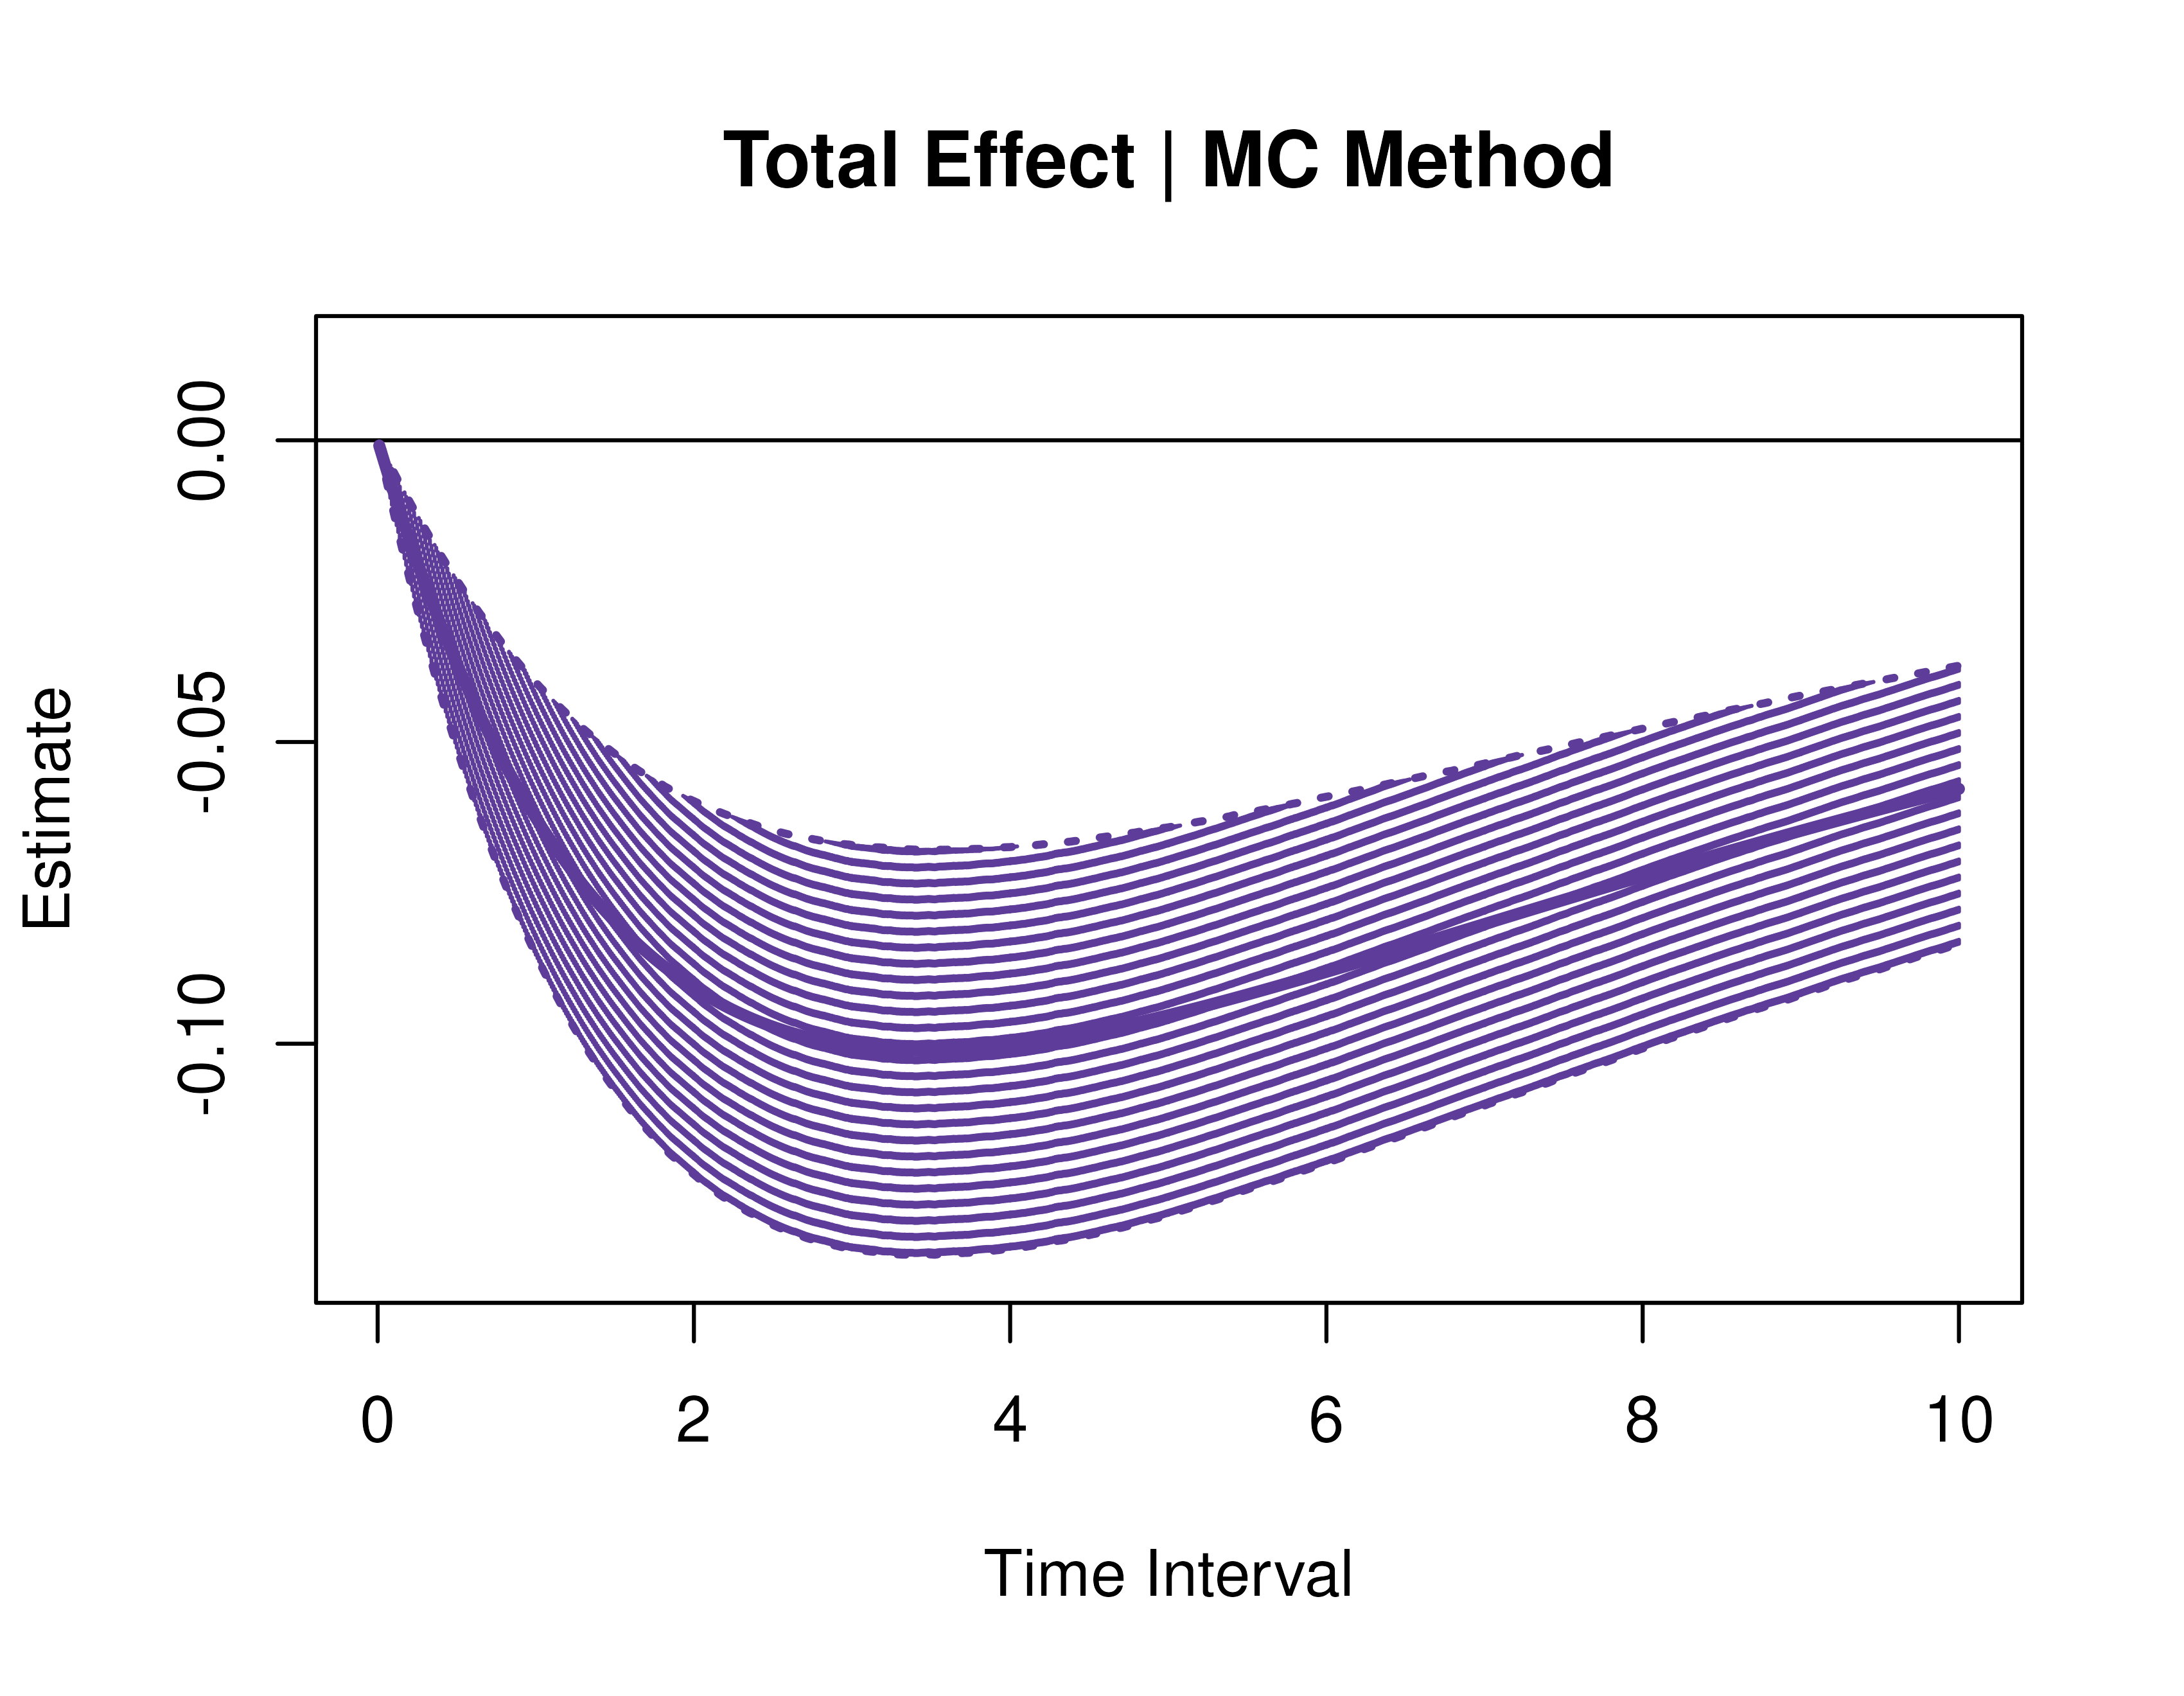 Total Effect | MC Method
Estimate
0.00
-0.05
-0.10
0 2 4 6 8 10
Time Interval